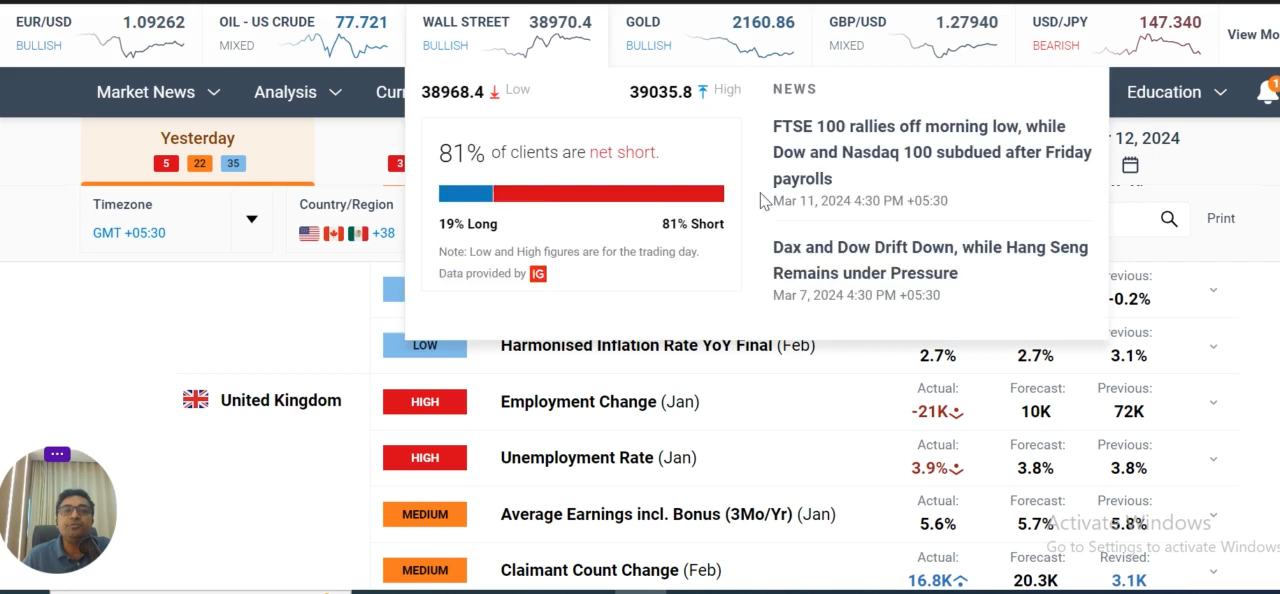 EUR/USD 1.09262
BULLISH
OIL - US CRUDE 77.721
MIXED
WALL STREET 38970.4
BULLISH
GOLD 2160.86
BULLISH
GBP/USD 1.27940
MIXED
USD/JPY 147.340
BEARISH
View Mo
Market News
Analysis
Curr
Education
1
38968.4 Low
39035.8 High
81% of clients are net short.
19% Long 81% Short
Note: Low and High figures are for the trading day.
Data provided by IG
NEWS
FTSE 100 rallies off morning low, while
Dow and Nasdaq 100 subdued after Friday
payrolls
Mar 11, 2024 4:30 PM +05:30
Dax and Dow Drift Down, while Hang Seng
Remains under Pressure
Mar 7, 2024 4:30 PM +05:30
Yesterday
5 22 35
3
12, 2024
Timezone
GMT +05:30
Country/Region
+38
Print
revious:
-0.2%
LOW Harmonised Inflation Rate YoY Final (Feb)
evious:
2.7% 2.7% 3.1%
United Kingdom
HIGH Employment Change (Jan)
Actual: Forecast: Previous:
-21K 10K 72K
HIGH Unemployment Rate (Jan)
Actual: Forecast: Previous:
3.9% 3.8% 3.8%
MEDIUM Average Earnings incl. Bonus (3Mo/Yr) (Jan)
Actual: Forecast: Previous:
5.6% 5.7% 5.8%
Activate Windows
Go to Settings to activate Windows
MEDIUM Claimant Count Change (Feb)
Actual: Forecast: Revised:
16.8K 20.3K 3.1K